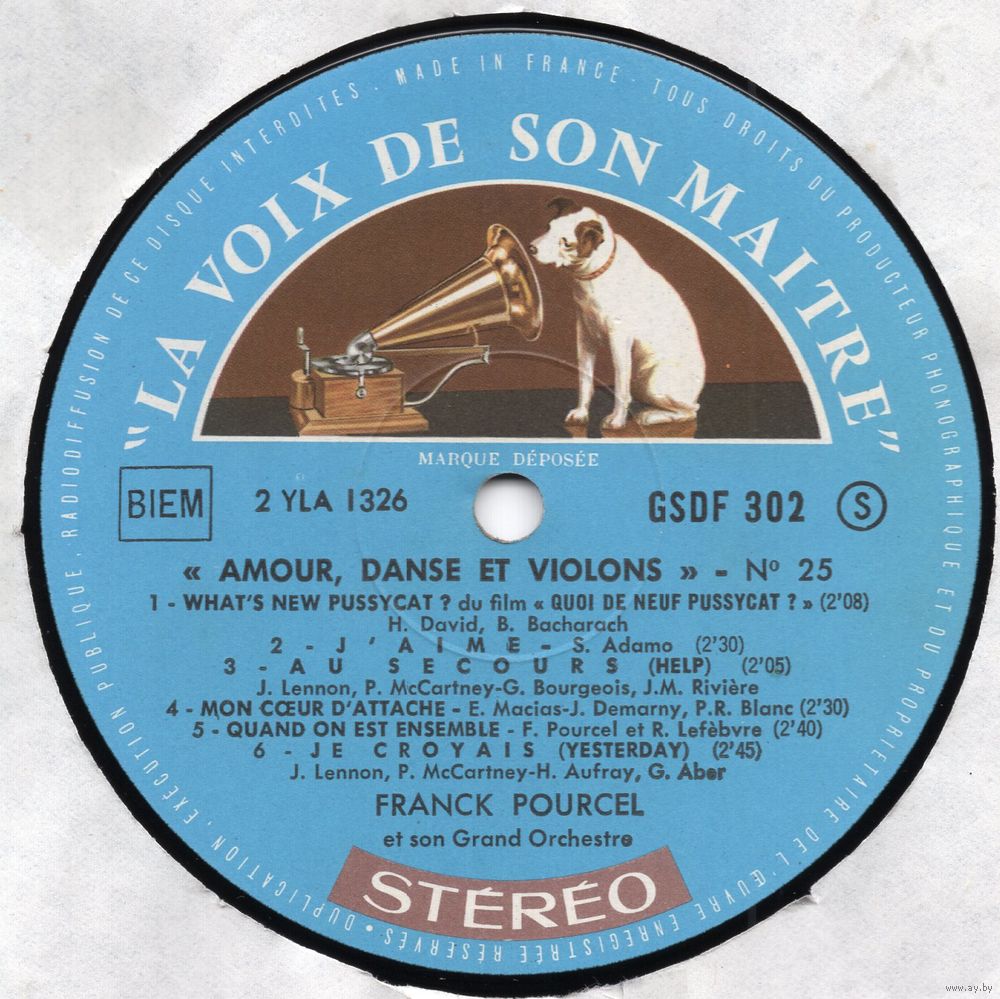 MADE IN FRANCE · TOUS DROITS DU PRODUCTEUR PHONOGRAPHIQUE ET DU PROPRIETAIRE DE L'ŒUVRE ENREGISTRÉE RÉSERVÉS · DUPLICATION, EXÉCUTION PUBLIQUE, RADIODIFFUSION DE CE DISQUE INTERDITES.
"LA VOIX DE SON MAITRE"
MARQUE DÉPOSÉE
BIEM 2 YLA 1326 GSDF 302 S
« AMOUR, DANSE ET VIOLONS » - Nº 25
1 - WHAT'S NEW PUSSYCAT ? du film « QUOI DE NEUF PUSSYCAT ? » (2'08)
H. David, B. Bacharach
2 - J'AIME - S. Adamo (2'30)
3 - AU SECOURS (HELP) (2'05)
J. Lennon, P. McCartney-G. Bourgeois, J.M. Rivière
4 - MON CŒUR D'ATTACHE - E. Macias-J. Demarny, P.R. Blanc (2'30)
5 - QUAND ON EST ENSEMBLE - F. Pourcel et R. Lefèbvre (2'40)
6 - JE CROYAIS (YESTERDAY) (2'45)
J. Lennon, P. McCartney-H. Aufray, G. Aber
FRANCK POURCEL
et son Grand Orchestre
STÉRÉO
www.ay.by